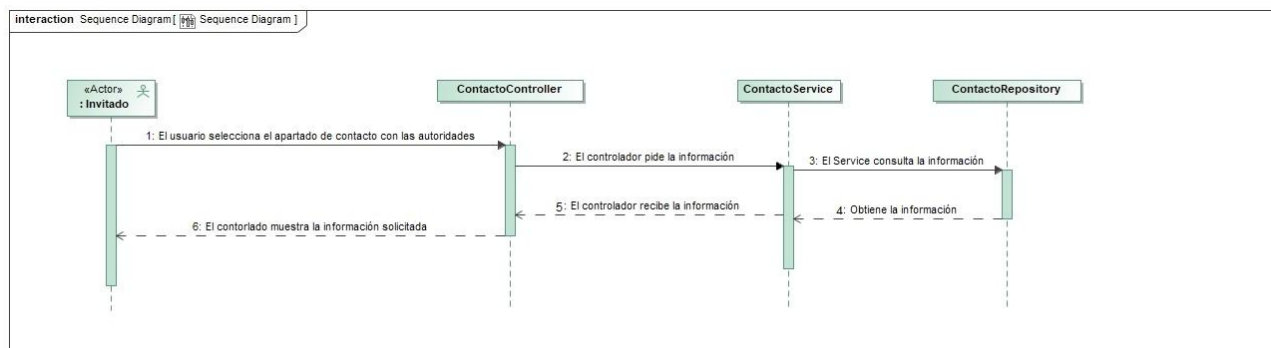 interaction Sequence Diagram[ Sequence Diagram ]
«Actor»
: Invitado
ContactoController
ContactoService
ContactoRepository
1: El usuario selecciona el apartado de contacto con las autoridades
2: El controlador pide la información
3: El Service consulta la información
4: Obtiene la información
5: El controlador recibe la información
6: El contorlado muestra la información solicitada